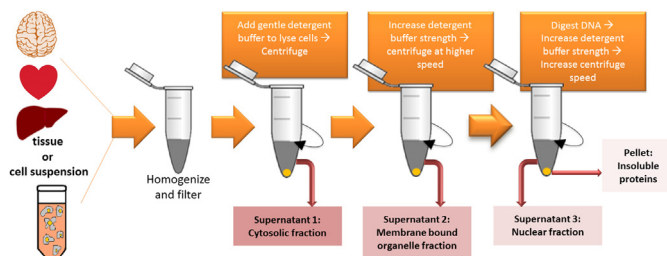 Add gentle detergent
buffer to lyse cells →
Centrifuge
Increase detergent
buffer strength →
centrifuge at higher
speed
Digest DNA →
Increase detergent
buffer strength →
Increase centrifuge
speed
tissue
or
cell suspension
Homogenize
and filter
Pellet:
Insoluble
proteins
Supernatant 1:
Cytosolic fraction
Supernatant 2:
Membrane bound
organelle fraction
Supernatant 3:
Nuclear fraction